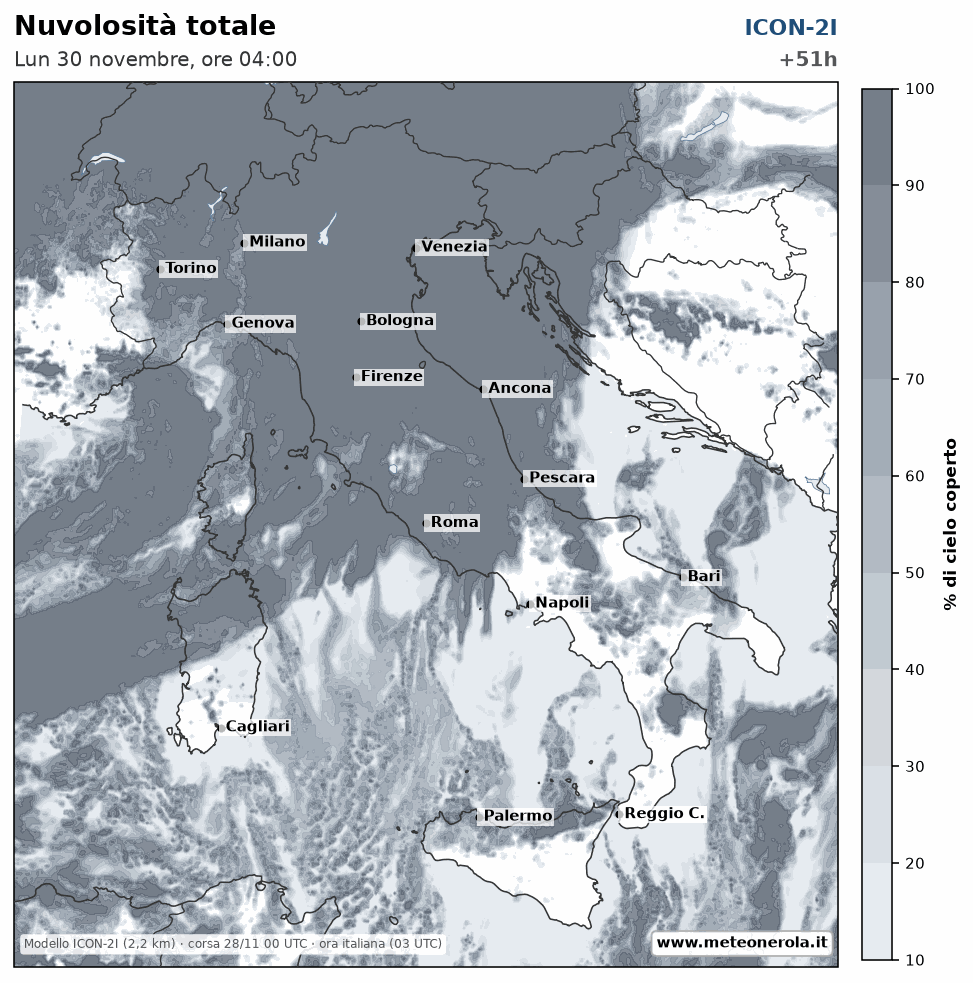 Nuvolosità totale
ICON-2I
Lun 30 novembre, ore 04:00
+51h
Milano
Venezia
Torino
Bologna
Genova
Firenze
Ancona
Pescara
Roma
Bari
Napoli
Cagliari
Palermo
Reggio C.
100
90
80
70
60
50
40
30
20
10
% di cielo coperto
Modello ICON-2I (2,2 km) · corsa 28/11 00 UTC · ora italiana (03 UTC)
www.meteonerola.it